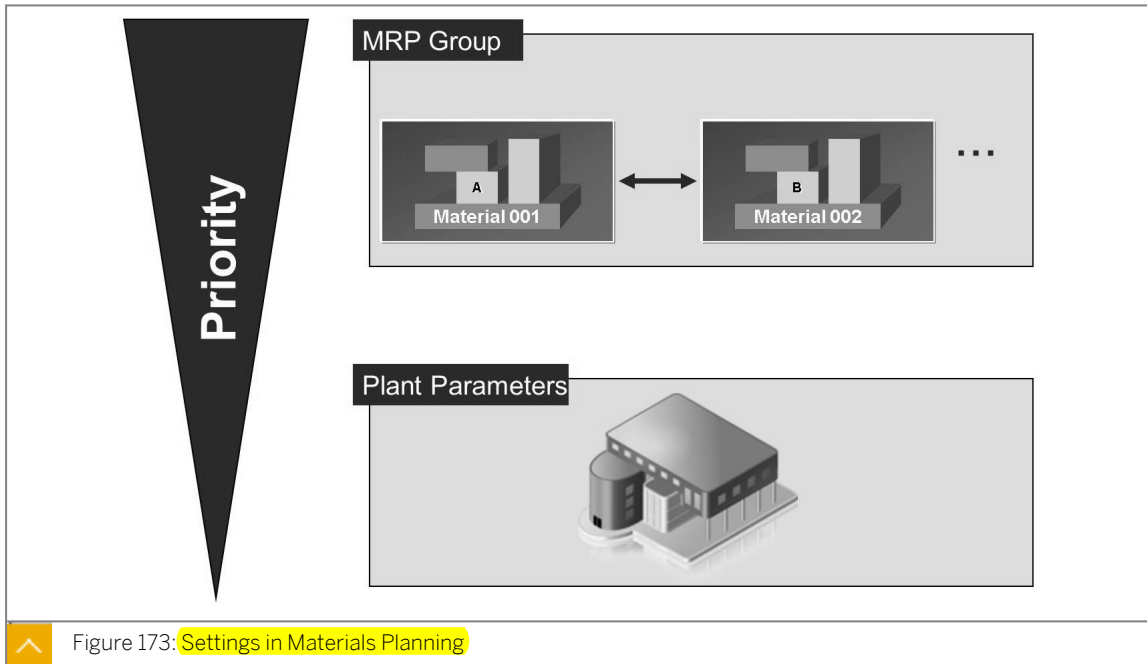 Priority
MRP Group
A
Material 001
B
Material 002
...
Plant Parameters
Figure 173: Settings in Materials Planning